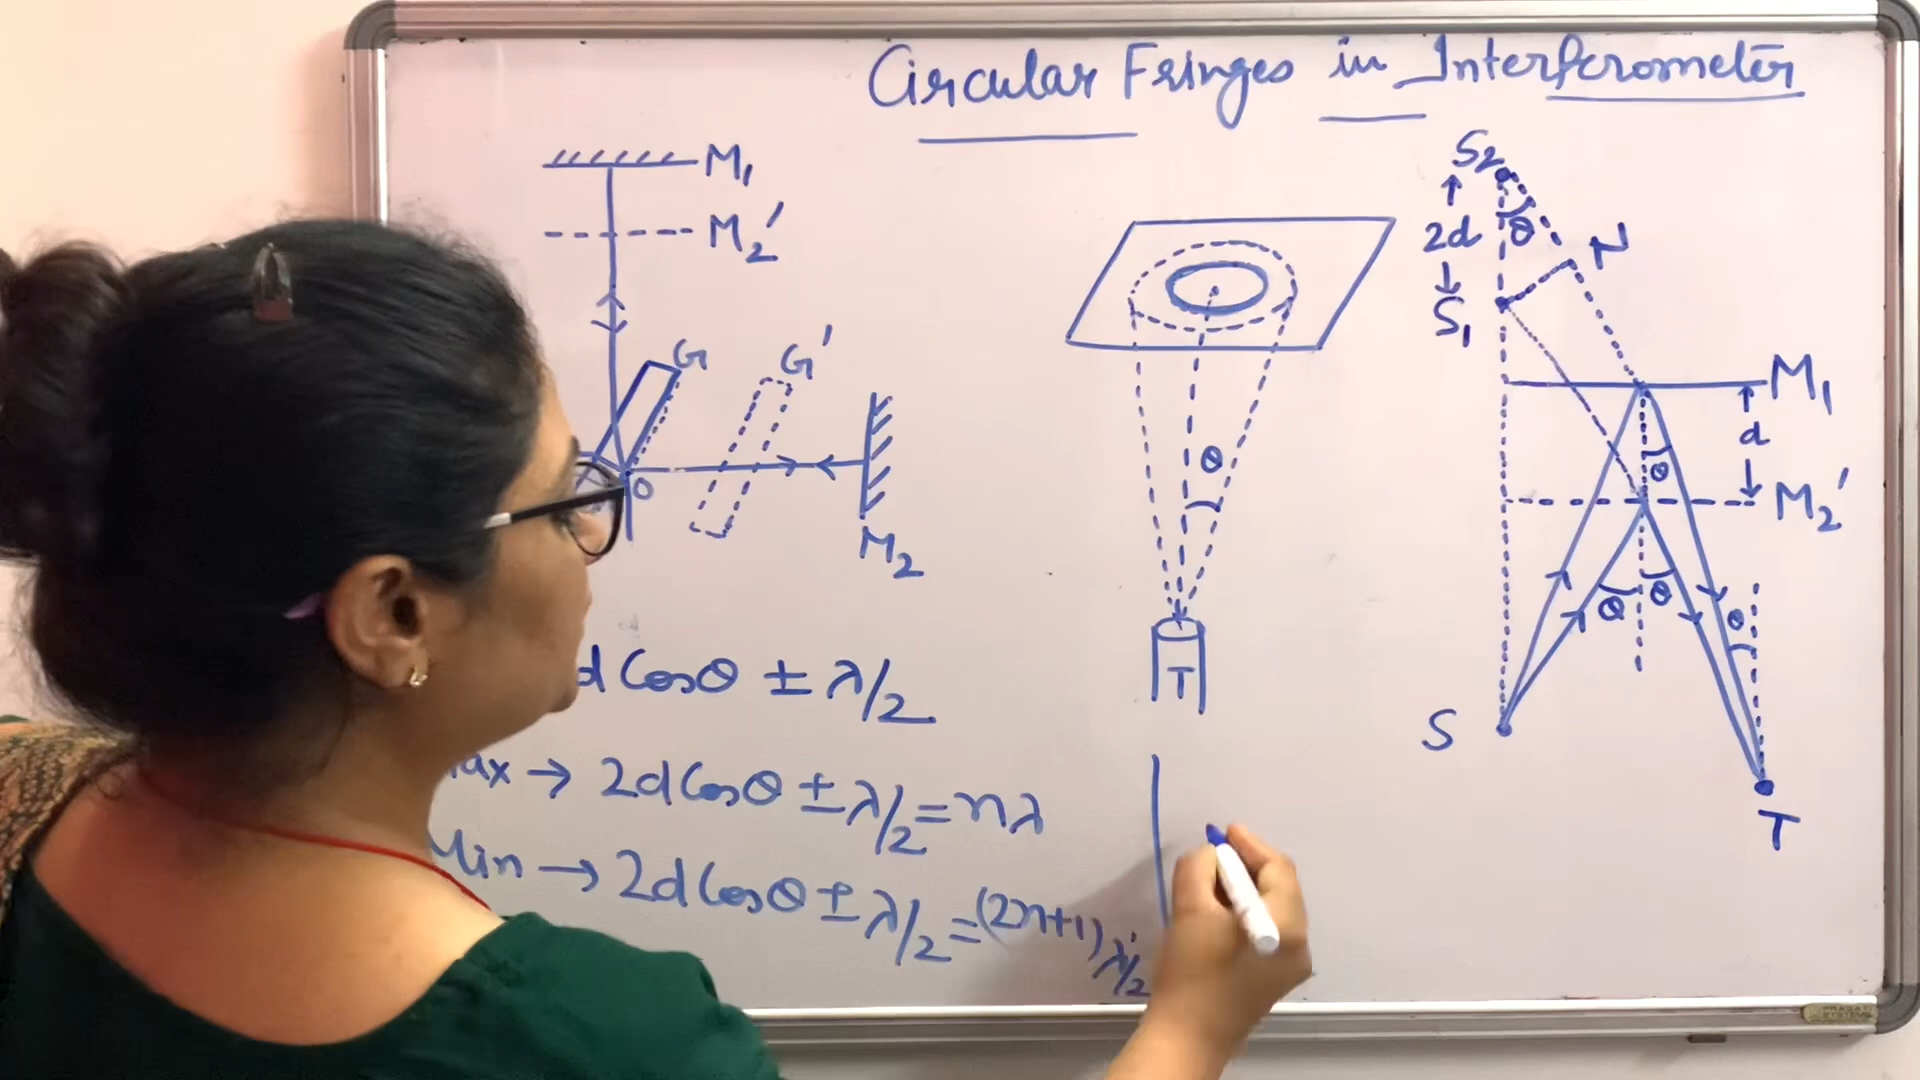 Circular Fringes in Interferometer
M₁
M₂′
G
G′
O
M₂
θ
T
S₂
2d
θ
N
S₁
M₁
d
θ
M₂′
θ
θ
θ
S
T
d Cosθ ± λ/2
ax → 2d Cosθ ± λ/2 = nλ
Min → 2d Cosθ ± λ/2 = (2n+1) λ/2